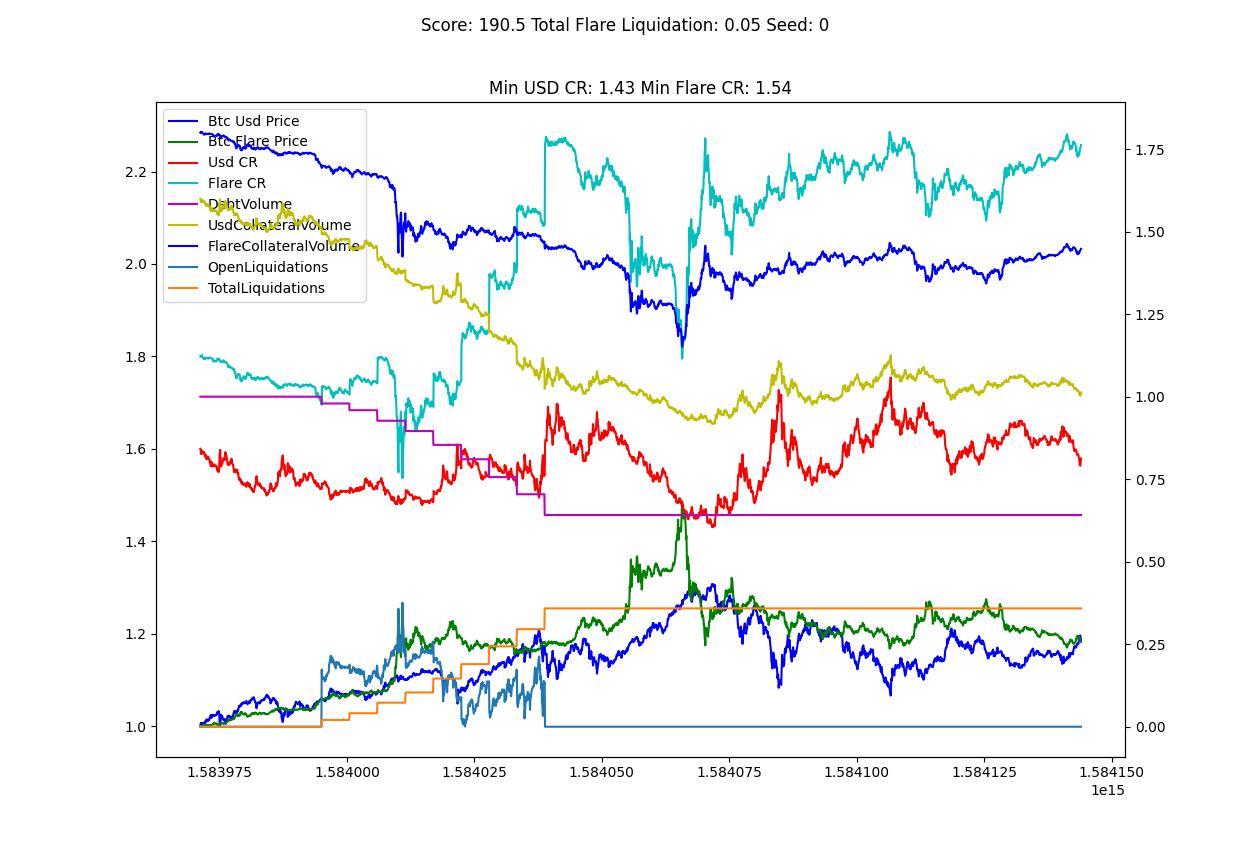 Score: 190.5 Total Flare Liquidation: 0.05 Seed: 0
Min USD CR: 1.43 Min Flare CR: 1.54
Btc Usd Price
Btc Flare Price
Usd CR
Flare CR
DebtVolume
UsdCollateralVolume
FlareCollateralVolume
OpenLiquidations
TotalLiquidations
2.2
2.0
1.8
1.6
1.4
1.2
1.0
1.75
1.50
1.25
1.00
0.75
0.50
0.25
0.00
1.583975 1.584000 1.584025 1.584050 1.584075 1.584100 1.584125 1.584150
1e15